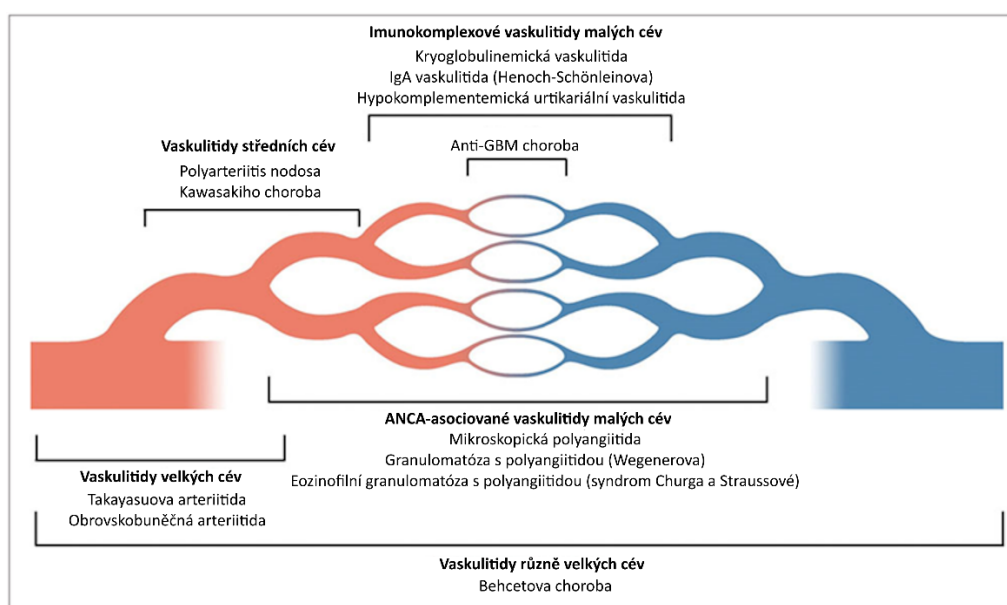 Imunokomplexové vaskulitidy malých cév
Kryoglobulinemická vaskulitida
IgA vaskulitida (Henoch-Schönleinova)
Hypokomplementemická urtikariální vaskulitida
Vaskulitidy středních cév
Polyarteriitis nodosa
Kawasakiho choroba
Anti-GBM choroba
ANCA-asociované vaskulitidy malých cév
Mikroskopická polyangiitida
Granulomatóza s polyangiitidou (Wegenerova)
Eozinofilní granulomatóza s polyangiitidou (syndrom Churga a Straussové)
Vaskulitidy velkých cév
Takayasuova arteriitida
Obrovskobuněčná arteriitida
Vaskulitidy různě velkých cév
Behcetova choroba